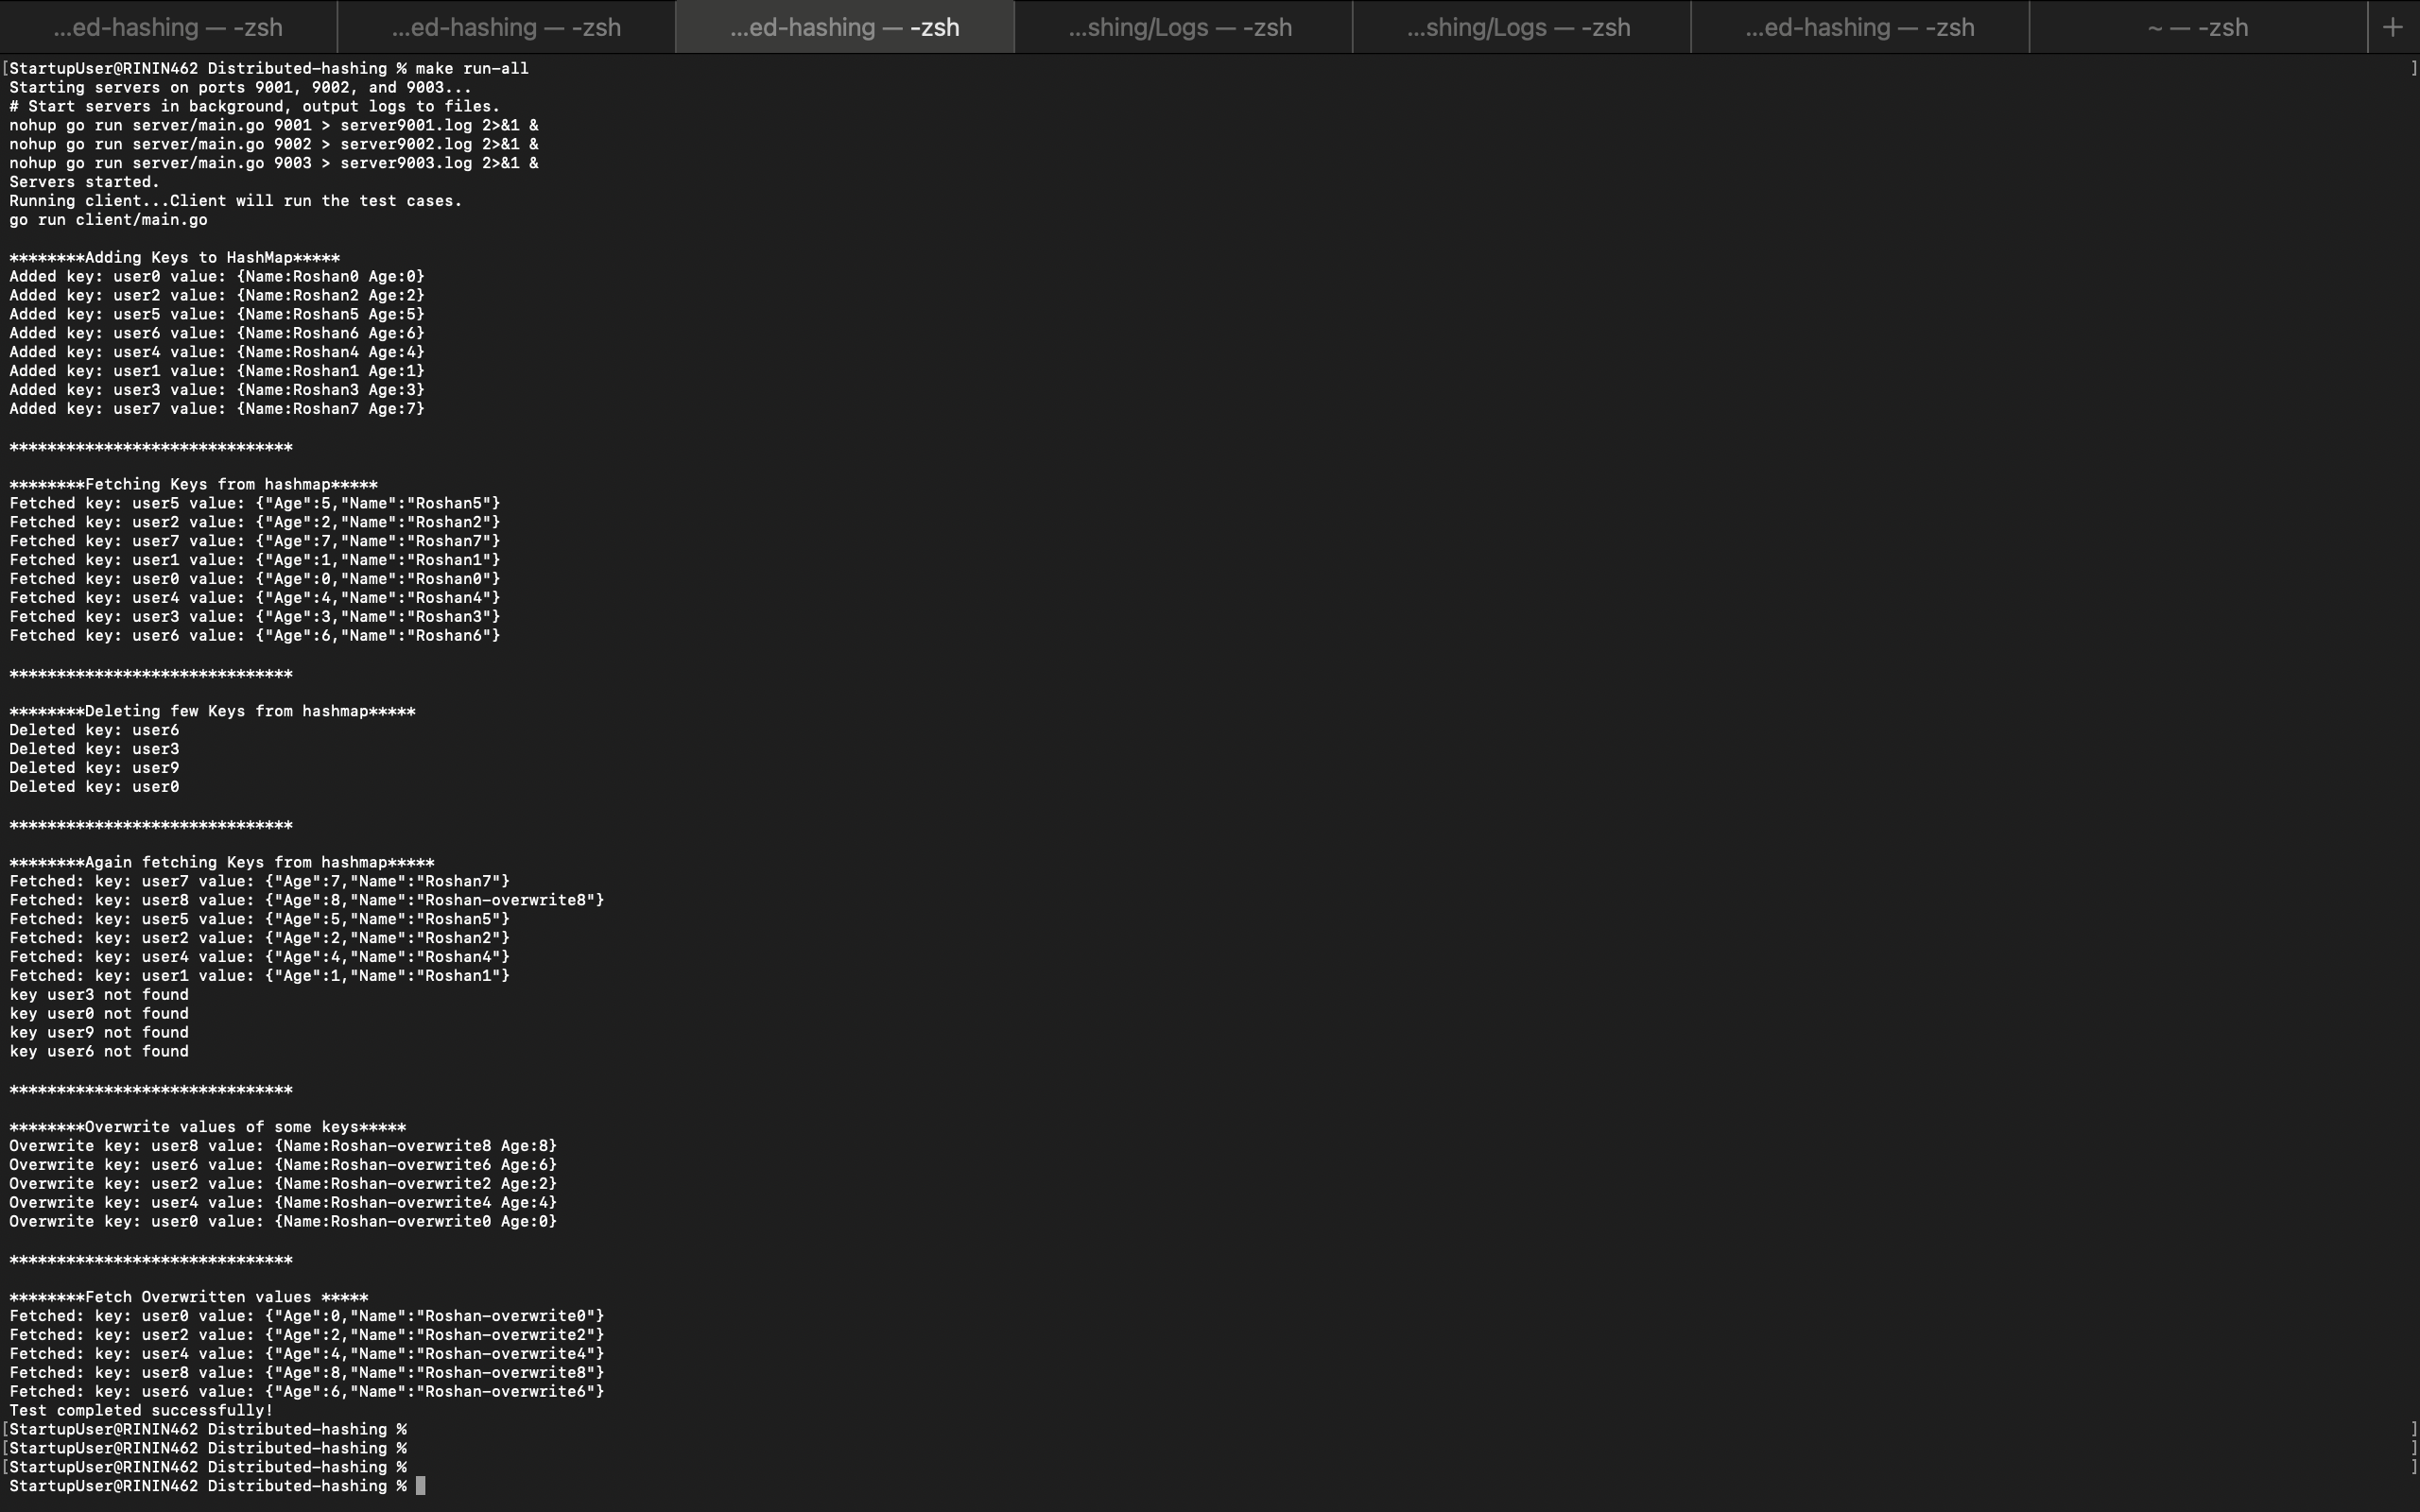 ...ed-hashing — -zsh ...ed-hashing — -zsh ...ed-hashing — -zsh ...shing/Logs — -zsh ...shing/Logs — -zsh ...ed-hashing — -zsh ~ — -zsh +
[StartupUser@RININ462 Distributed-hashing % make run-all ]
Starting servers on ports 9001, 9002, and 9003...
# Start servers in background, output logs to files.
nohup go run server/main.go 9001 > server9001.log 2>&1 &
nohup go run server/main.go 9002 > server9002.log 2>&1 &
nohup go run server/main.go 9003 > server9003.log 2>&1 &
Servers started.
Running client...Client will run the test cases.
go run client/main.go
********Adding Keys to HashMap*****
Added key: user0 value: {Name:Roshan0 Age:0}
Added key: user2 value: {Name:Roshan2 Age:2}
Added key: user5 value: {Name:Roshan5 Age:5}
Added key: user6 value: {Name:Roshan6 Age:6}
Added key: user4 value: {Name:Roshan4 Age:4}
Added key: user1 value: {Name:Roshan1 Age:1}
Added key: user3 value: {Name:Roshan3 Age:3}
Added key: user7 value: {Name:Roshan7 Age:7}
******************************
********Fetching Keys from hashmap*****
Fetched key: user5 value: {"Age":5,"Name":"Roshan5"}
Fetched key: user2 value: {"Age":2,"Name":"Roshan2"}
Fetched key: user7 value: {"Age":7,"Name":"Roshan7"}
Fetched key: user1 value: {"Age":1,"Name":"Roshan1"}
Fetched key: user0 value: {"Age":0,"Name":"Roshan0"}
Fetched key: user4 value: {"Age":4,"Name":"Roshan4"}
Fetched key: user3 value: {"Age":3,"Name":"Roshan3"}
Fetched key: user6 value: {"Age":6,"Name":"Roshan6"}
******************************
********Deleting few Keys from hashmap*****
Deleted key: user6
Deleted key: user3
Deleted key: user9
Deleted key: user0
******************************
********Again fetching Keys from hashmap*****
Fetched: key: user7 value: {"Age":7,"Name":"Roshan7"}
Fetched: key: user8 value: {"Age":8,"Name":"Roshan-overwrite8"}
Fetched: key: user5 value: {"Age":5,"Name":"Roshan5"}
Fetched: key: user2 value: {"Age":2,"Name":"Roshan2"}
Fetched: key: user4 value: {"Age":4,"Name":"Roshan4"}
Fetched: key: user1 value: {"Age":1,"Name":"Roshan1"}
key user3 not found
key user0 not found
key user9 not found
key user6 not found
******************************
********Overwrite values of some keys*****
Overwrite key: user8 value: {Name:Roshan-overwrite8 Age:8}
Overwrite key: user6 value: {Name:Roshan-overwrite6 Age:6}
Overwrite key: user2 value: {Name:Roshan-overwrite2 Age:2}
Overwrite key: user4 value: {Name:Roshan-overwrite4 Age:4}
Overwrite key: user0 value: {Name:Roshan-overwrite0 Age:0}
******************************
********Fetch Overwritten values *****
Fetched: key: user0 value: {"Age":0,"Name":"Roshan-overwrite0"}
Fetched: key: user2 value: {"Age":2,"Name":"Roshan-overwrite2"}
Fetched: key: user4 value: {"Age":4,"Name":"Roshan-overwrite4"}
Fetched: key: user8 value: {"Age":8,"Name":"Roshan-overwrite8"}
Fetched: key: user6 value: {"Age":6,"Name":"Roshan-overwrite6"}
Test completed successfully!
[StartupUser@RININ462 Distributed-hashing % ]
[StartupUser@RININ462 Distributed-hashing % ]
[StartupUser@RININ462 Distributed-hashing % ]
StartupUser@RININ462 Distributed-hashing %